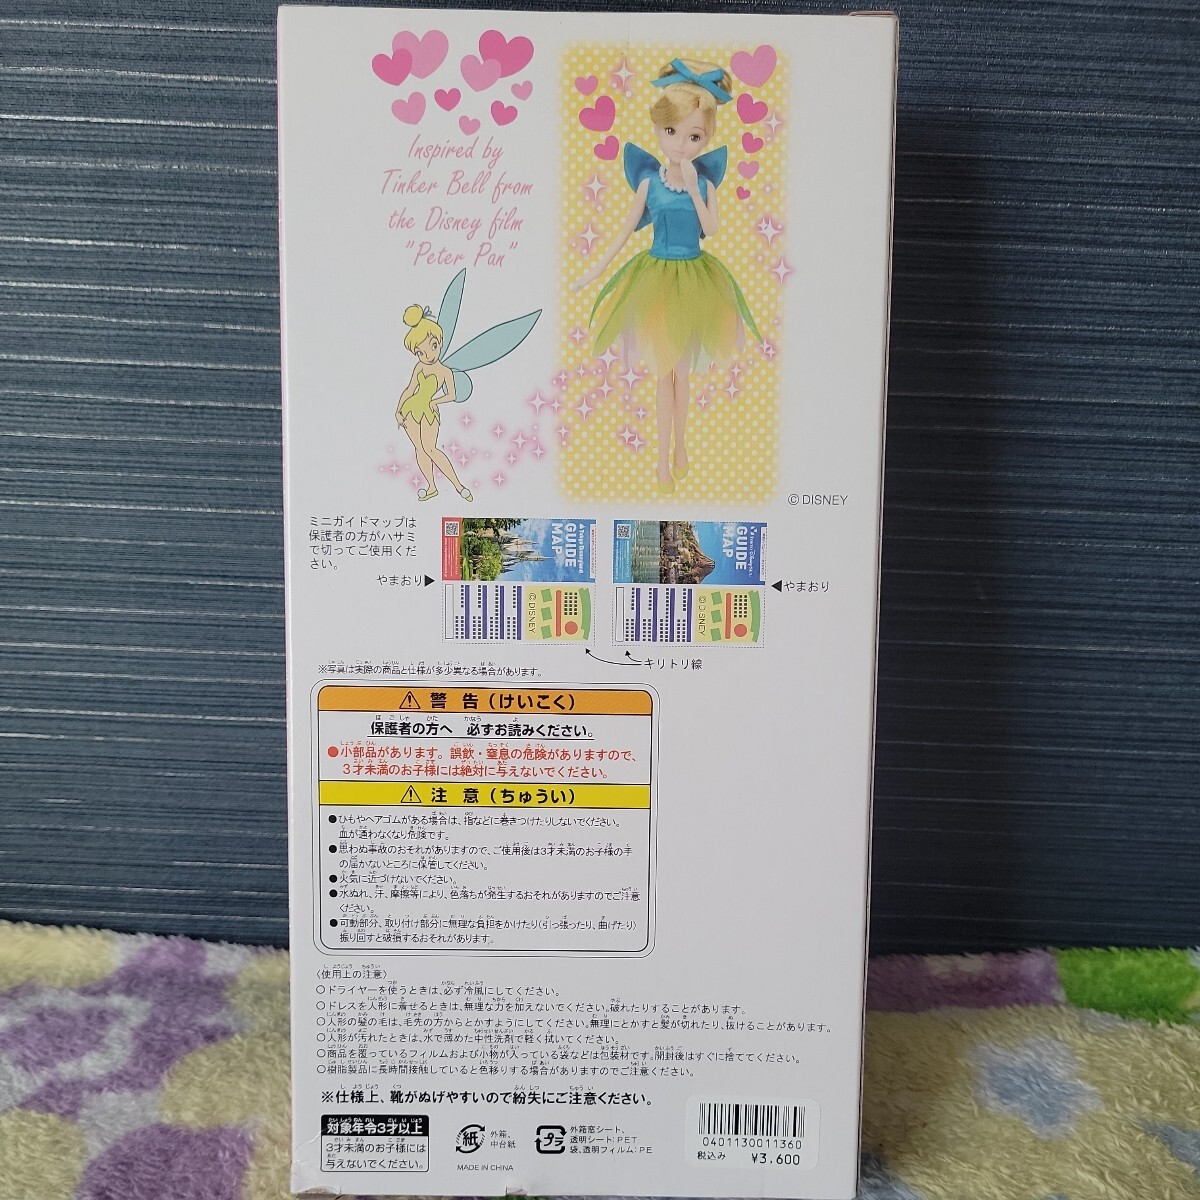 Inspired by
Tinker Bell from
the Disney film
"Peter Pan"
©DISNEY
ミニガイドマップは
保護者の方がハサミ
で切ってご使用くだ
さい。
やまおり
Tokyo Disneyland
GUIDE
MAP
©DISNEY
GUIDE
MAP
©DISNEY
やまおり
キリトリ線
※写真は実際の商品と仕様が多少異なる場合があります。
⚠ 警告(けいこく)
保護者の方へ 必ずお読みください。
●小部品があります。誤飲・窒息の危険がありますので、
3才未満のお子様には絶対に与えないでください。
⚠ 注意(ちゅうい)
●ひもやヘアゴムがある場合は、指などに巻きつけたりしないでください。
血が通わなくなり危険です。
●思わぬ事故のおそれがありますので、ご使用後は3才未満のお子様の手
の届かないところに保管してください。
●火気に近づけないでください。
●水ぬれ、汗、摩擦等により、色落ちが発生するおそれがありますのでご注意
ください。
●可動部分、取り付け部分に無理な負担をかけたり(引っ張ったり、曲げたり)
振り回すと破損するおそれがあります。
〈使用上の注意〉
○ドライヤーを使うときは、必ず冷風にしてください。
○ドレスを人形に着せるときは、無理な力を加えないでください。破れたりすることがあります。
○人形の髪の毛は、毛先の方からとかすようにしてください。無理にとかすと髪が切れたり、抜けることがあります。
○人形が汚れたときは、水で薄めた中性洗剤で軽く拭いてください。
○商品を覆っているフィルムおよび小物が入っている袋などは包装材です。開封後はすぐに捨ててください。
○樹脂製品に長時間接触していると色移りする場合がありますのでご注意ください。
※仕様上、靴がぬげやすいので紛失にご注意ください。
対象年令3才以上
3才未満のお子様には
与えないでください。
紙
外箱、
中台紙
プラ
外箱窓シート、
透明シート:PET
袋、透明フィルム:PE
MADE IN CHINA
0401130011360
税込み ¥3,600